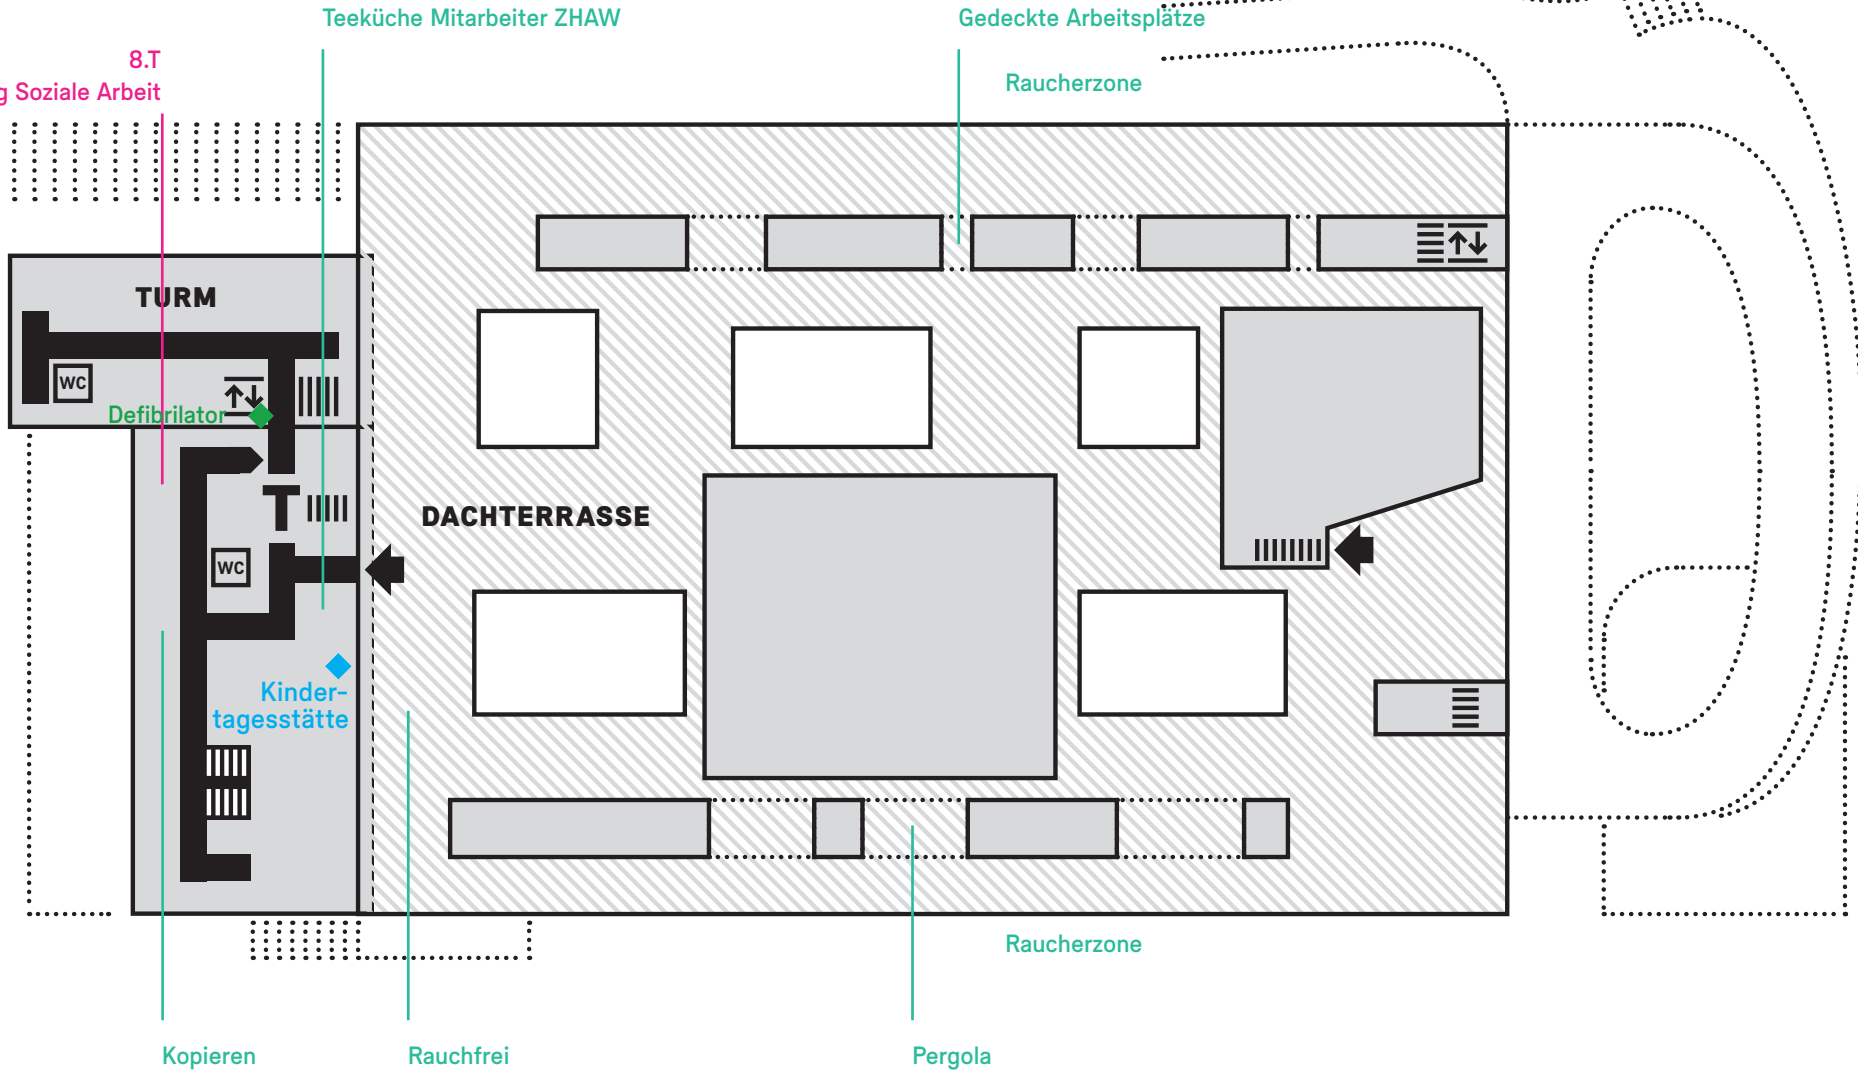 Teeküche Mitarbeiter ZHAW
Gedeckte Arbeitsplätze
8.T
g Soziale Arbeit
Raucherzone
TURM
WC
Defibrilator
T
DACHTERRASSE
WC
Kinder-
tagesstätte
Raucherzone
Kopieren
Rauchfrei
Pergola